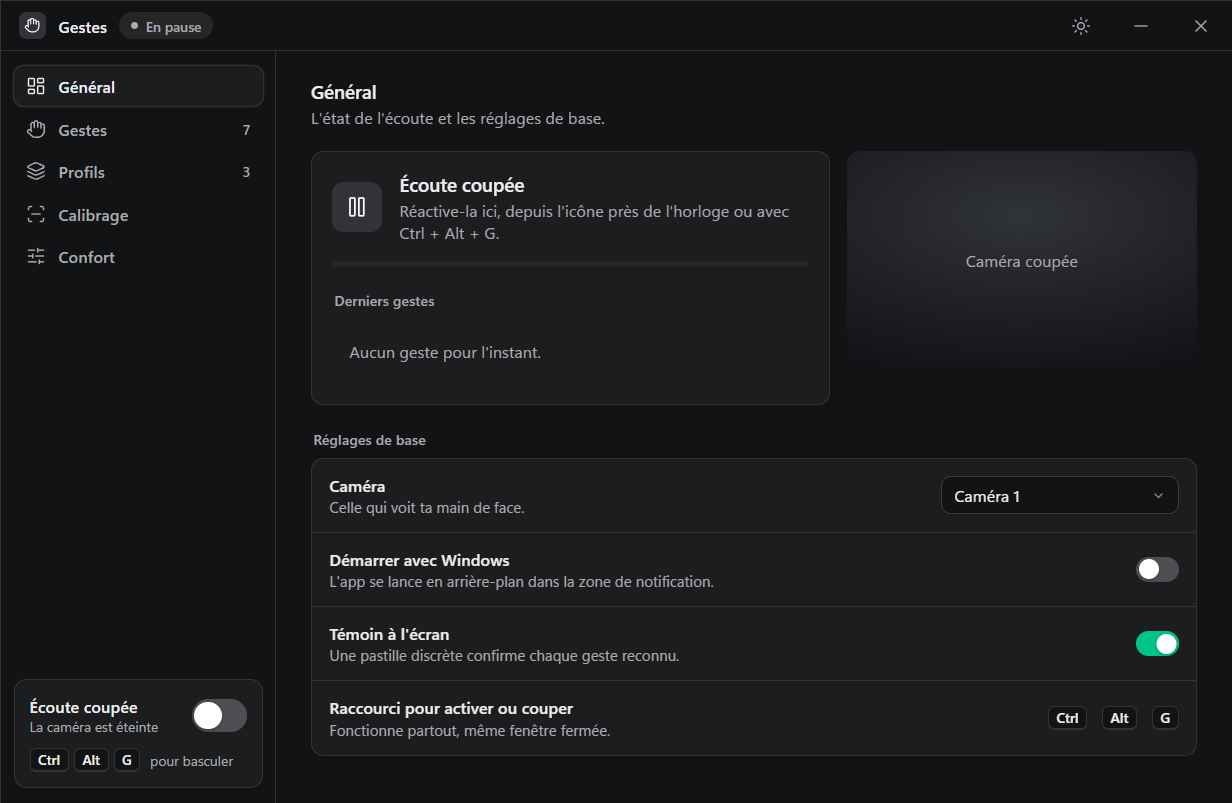 Gestes
En pause
Général
Gestes
7
Profils
3
Calibrage
Confort
Écoute coupée
La caméra est éteinte
Ctrl Alt G pour basculer
Général
L'état de l'écoute et les réglages de base.
Écoute coupée
Réactive-la ici, depuis l'icône près de l'horloge ou avec
Ctrl + Alt + G.
Derniers gestes
Aucun geste pour l'instant.
Caméra coupée
Réglages de base
Caméra
Celle qui voit ta main de face.
Caméra 1
Démarrer avec Windows
L'app se lance en arrière-plan dans la zone de notification.
Témoin à l'écran
Une pastille discrète confirme chaque geste reconnu.
Raccourci pour activer ou couper
Fonctionne partout, même fenêtre fermée.
Ctrl Alt G